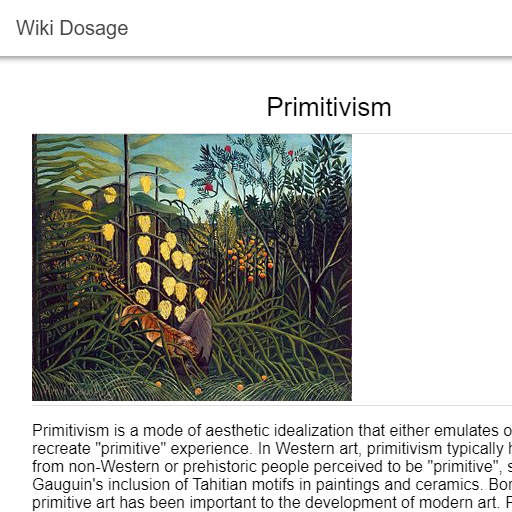 Wiki Dosage
Primitivism
Primitivism is a mode of aesthetic idealization that either emulates o
recreate "primitive" experience. In Western art, primitivism typically h
from non-Western or prehistoric people perceived to be "primitive", s
Gauguin's inclusion of Tahitian motifs in paintings and ceramics. Bor
primitive art has been important to the development of modern art. P